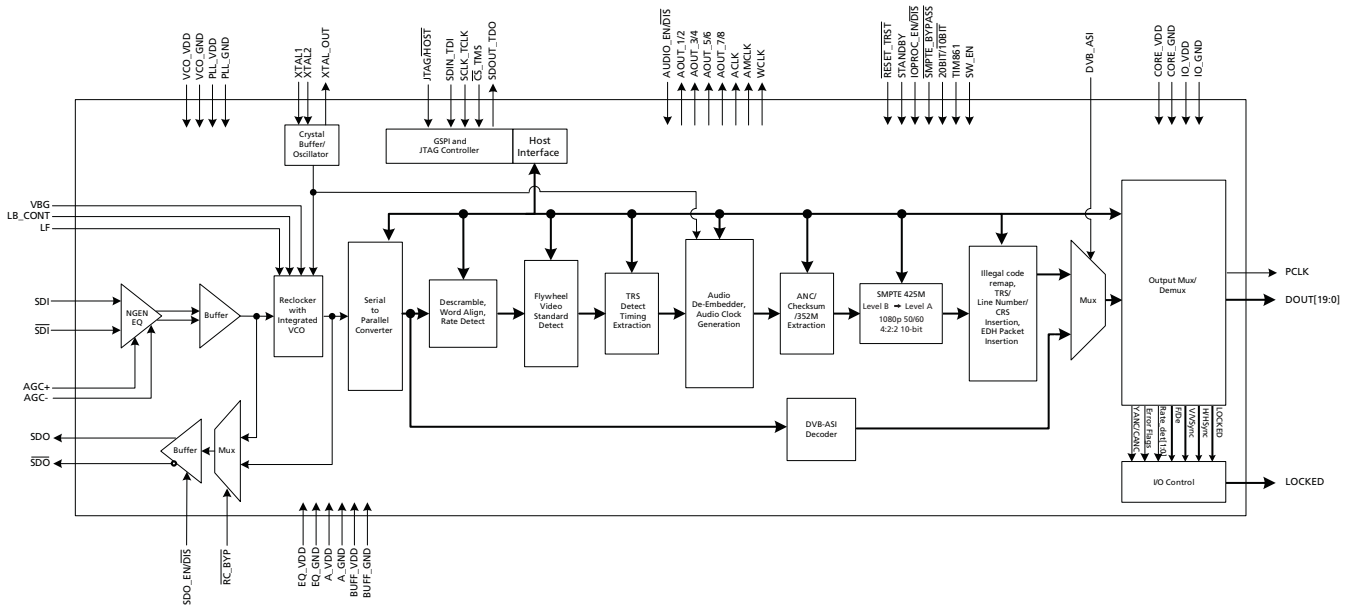 VCO_VDD
VCO_GND
PLL_VDD
PLL_GND
XTAL1
XTAL2
XTAL_OUT
JTAG/HOST
SDIN_TDI
SCLK_TCLK
CS_TMS
SDOUT_TDO
AUDIO_EN/DIS
AOUT_1/2
AOUT_3/4
AOUT_5/6
AOUT_7/8
ACLK
AMCLK
WCLK
RESET_TRST
STANDBY
IOPROC_EN/DIS
SMPTE_BYPASS
20BIT/10BIT
TIM861
SW_EN
DVB_ASI
CORE_VDD
CORE_GND
IO_VDD
IO_GND
Crystal
Buffer/
Oscillator
GSPI and
JTAG Controller
Host
Interface
VBG
LB_CONT
LF
SDI
SDI
AGC+
AGC-
SDO
SDO
NGEN
EQ
Buffer
Reclocker
with
Integrated
VCO
Serial
to
Parallel
Converter
Descramble,
Word Align,
Rate Detect
Flywheel
Video
Standard
Detect
TRS
Detect
Timing
Extraction
Audio
De-Embedder,
Audio Clock
Generation
ANC/
Checksum
/352M
Extraction
SMPTE 425M
Level B → Level A
1080p 50/60
4:2:2 10-bit
Illegal code
remap,
TRS/
Line Number/
CRS
Insertion,
EDH Packet
Insertion
Mux
Output Mux/
Demux
PCLK
DOUT[19:0]
DVB-ASI
Decoder
Buffer
Mux
YANC/CANC
Error Flags
Rate_det[1:0]
F/De
V/VSync
H/HSync
LOCKED
I/O Control
LOCKED
SDO_EN/DIS
RC_BYP
EQ_VDD
EQ_GND
A_VDD
A_GND
BUFF_VDD
BUFF_GND